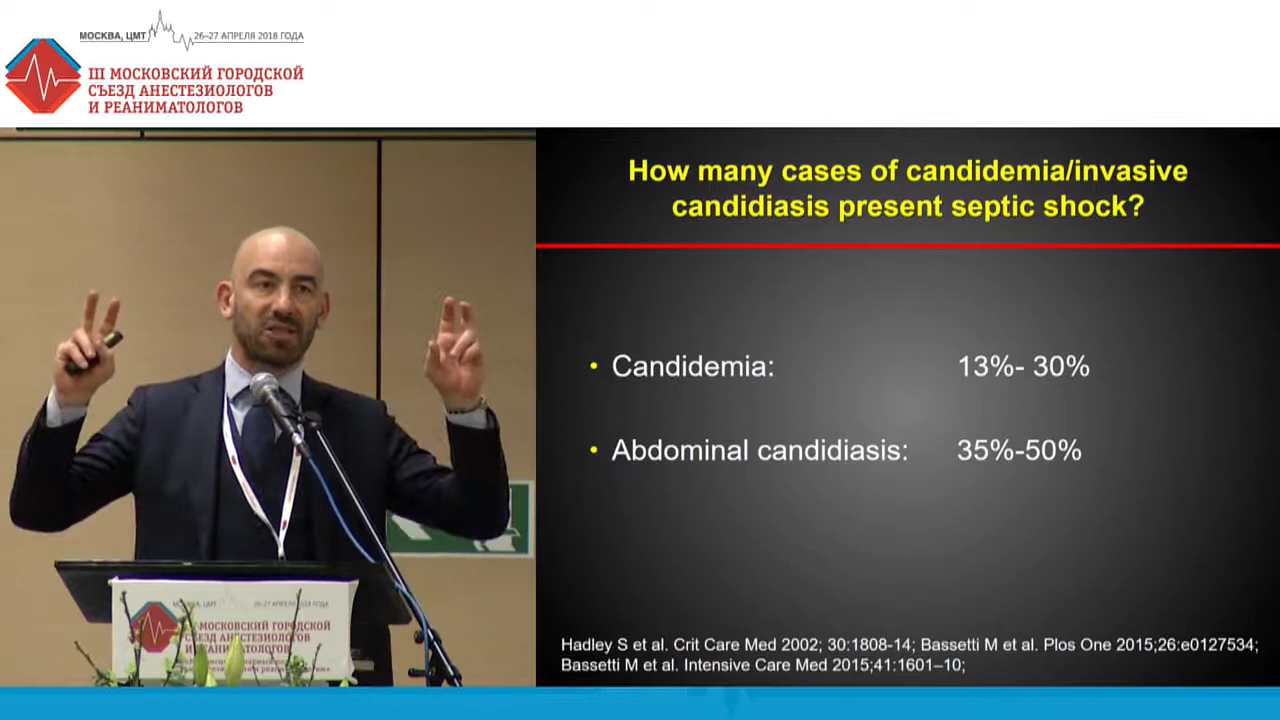 МОСКВА, ЦМТ 26–27 АПРЕЛЯ 2018 ГОДА
III МОСКОВСКИЙ ГОРОДСКОЙ
СЪЕЗД АНЕСТЕЗИОЛОГОВ
И РЕАНИМАТОЛОГОВ
How many cases of candidemia/invasive
candidiasis present septic shock?
• Candidemia: 13%- 30%
• Abdominal candidiasis: 35%-50%
Hadley S et al. Crit Care Med 2002; 30:1808-14; Bassetti M et al. Plos One 2015;26:e0127534;
Bassetti M et al. Intensive Care Med 2015;41:1601–10;
МОСКВА, ЦМТ 26–27 АПРЕЛЯ 2018 ГОДА
МОСКОВСКИЙ ГОРОДСКОЙ
СЪЕЗД АНЕСТЕЗИОЛОГОВ
И РЕАНИМАТОЛОГОВ